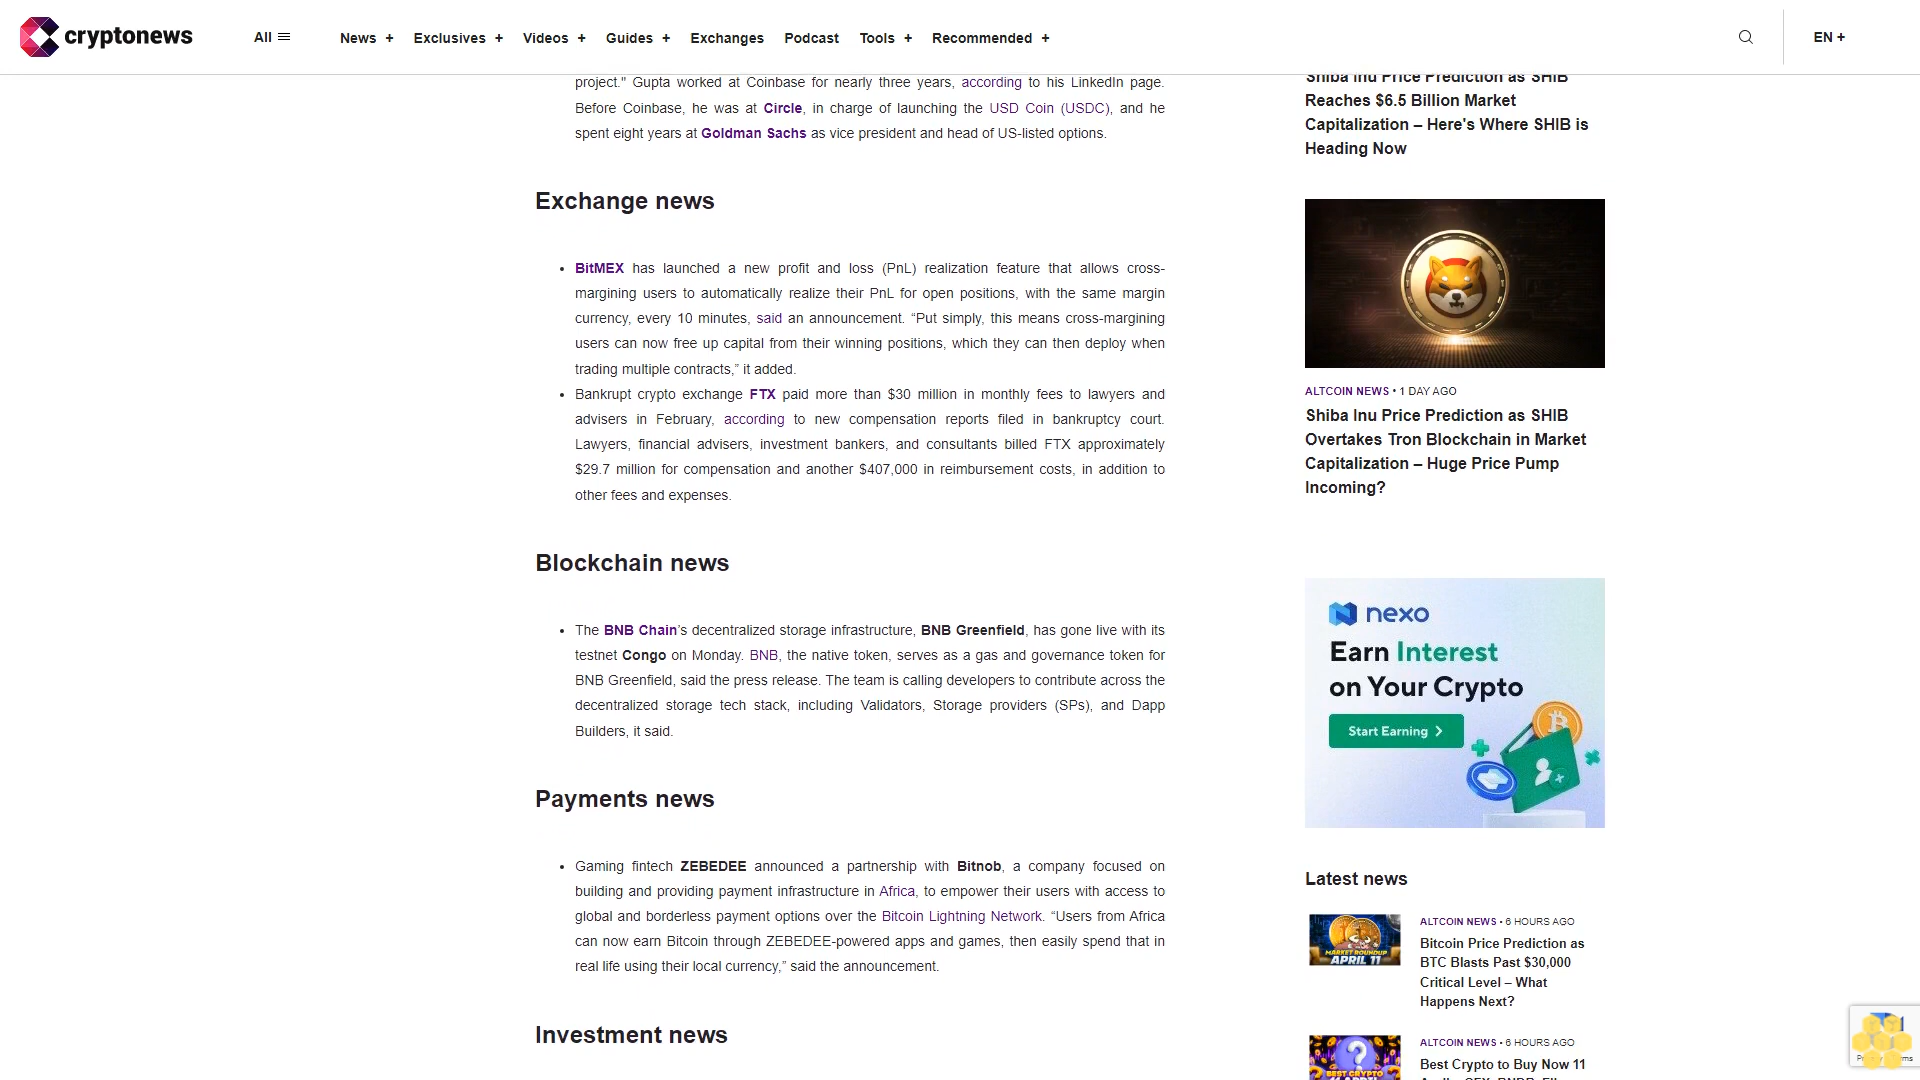 cryptonews
All
News +
Exclusives +
Videos +
Guides +
Exchanges
Podcast
Tools +
Recommended +
EN +
project." Gupta worked at Coinbase for nearly three years, according to his LinkedIn page.
Before Coinbase, he was at Circle, in charge of launching the USD Coin (USDC), and he
spent eight years at Goldman Sachs as vice president and head of US-listed options.
Exchange news
BitMEX has launched a new profit and loss (PnL) realization feature that allows cross-
margining users to automatically realize their PnL for open positions, with the same margin
currency, every 10 minutes, said an announcement. “Put simply, this means cross-margining
users can now free up capital from their winning positions, which they can then deploy when
trading multiple contracts,” it added.
Bankrupt crypto exchange FTX paid more than $30 million in monthly fees to lawyers and
advisers in February, according to new compensation reports filed in bankruptcy court.
Lawyers, financial advisers, investment bankers, and consultants billed FTX approximately
$29.7 million for compensation and another $407,000 in reimbursement costs, in addition to
other fees and expenses.
Blockchain news
The BNB Chain’s decentralized storage infrastructure, BNB Greenfield, has gone live with its
testnet Congo on Monday. BNB, the native token, serves as a gas and governance token for
BNB Greenfield, said the press release. The team is calling developers to contribute across the
decentralized storage tech stack, including Validators, Storage providers (SPs), and Dapp
Builders, it said.
Payments news
Gaming fintech ZEBEDEE announced a partnership with Bitnob, a company focused on
building and providing payment infrastructure in Africa, to empower their users with access to
global and borderless payment options over the Bitcoin Lightning Network. “Users from Africa
can now earn Bitcoin through ZEBEDEE-powered apps and games, then easily spend that in
real life using their local currency,” said the announcement.
Investment news
Shiba Inu Price Prediction as SHIB
Reaches $6.5 Billion Market
Capitalization – Here's Where SHIB is
Heading Now
ALTCOIN NEWS • 1 DAY AGO
Shiba Inu Price Prediction as SHIB
Overtakes Tron Blockchain in Market
Capitalization – Huge Price Pump
Incoming?
nexo
Earn Interest
on Your Crypto
Start Earning
Latest news
MARKET ROUNDUP
APRIL 11
ALTCOIN NEWS • 6 HOURS AGO
Bitcoin Price Prediction as
BTC Blasts Past $30,000
Critical Level – What
Happens Next?
BEST CRYPTO
ALTCOIN NEWS • 6 HOURS AGO
Best Crypto to Buy Now 11